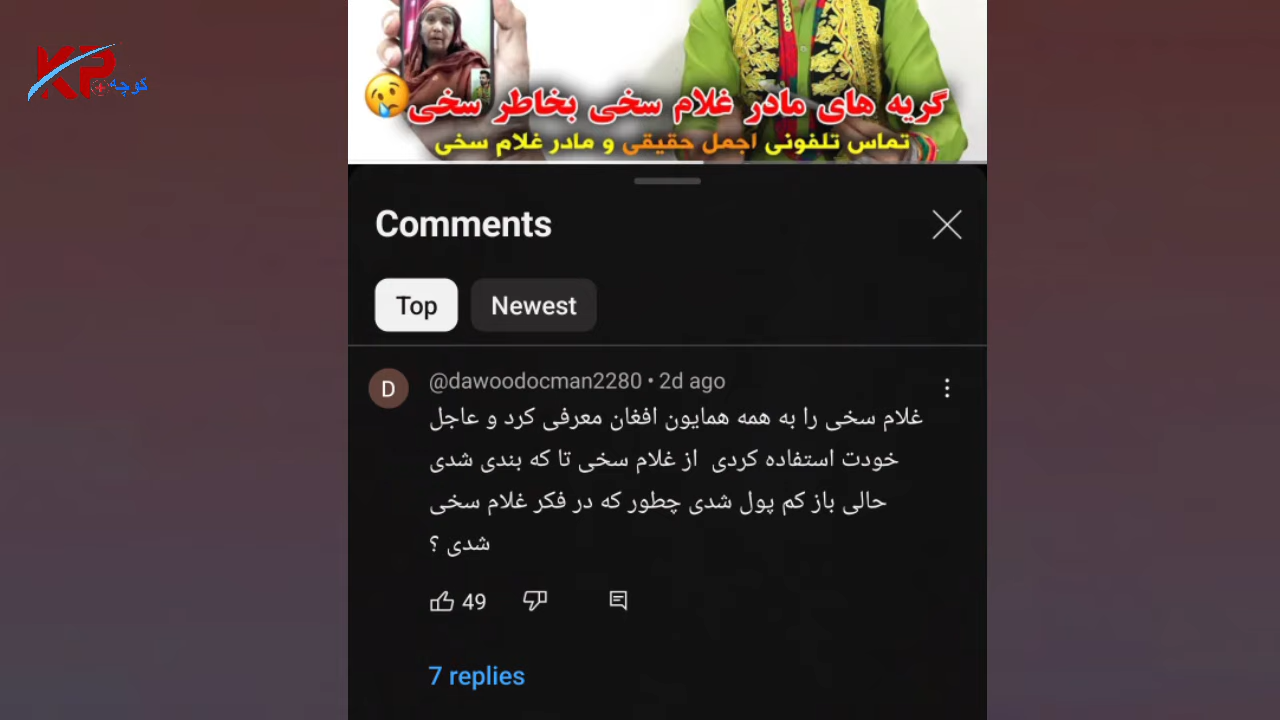 KP
کوچه
گریه های مادر غلام سخی بخاطر سخی
تماس تلفونی اجمل حقیقی و مادر غلام سخی
Comments
Top
Newest
D
@dawoodocman2280 • 2d ago
غلام سخی را به همه همایون افغان معرفی کرد و عاجل
خودت استفاده کردی از غلام سخی تا که بندی شدی
حالی باز کم پول شدی چطور که در فکر غلام سخی
شدی ؟
49
7 replies